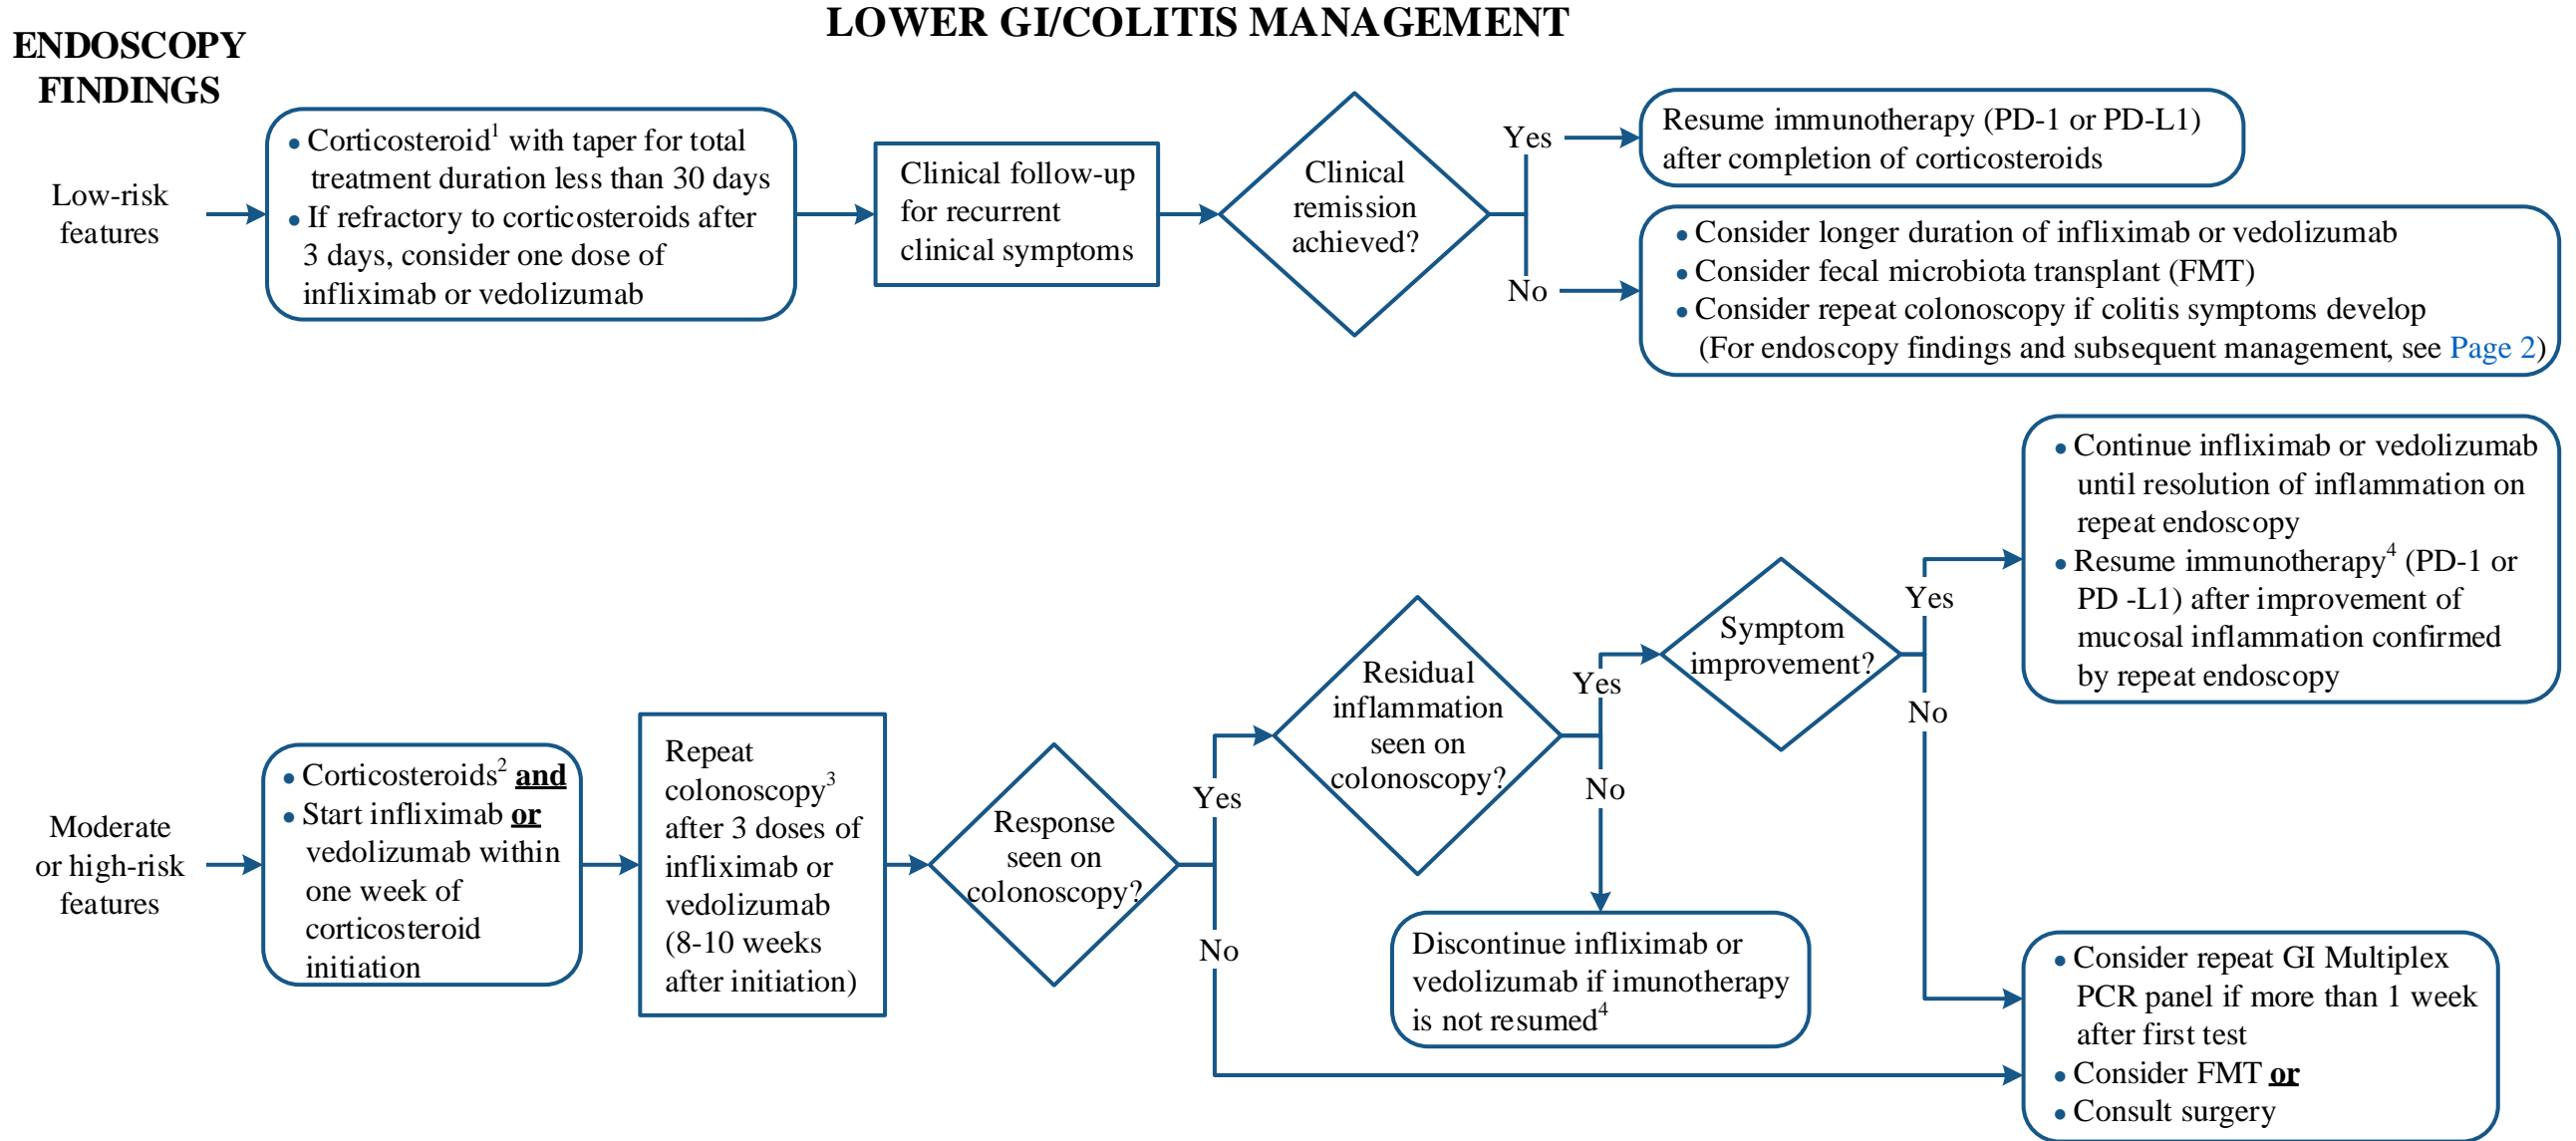 LOWER GI/COLITIS MANAGEMENT
ENDOSCOPY
FINDINGS
Low-risk
features
• Corticosteroid1 with taper for total
treatment duration less than 30 days
• If refractory to corticosteroids after
3 days, consider one dose of
infliximab or vedolizumab
Clinical follow-up
for recurrent
clinical symptoms
Clinical
remission
achieved?
Yes
Resume immunotherapy (PD-1 or PD-L1)
after completion of corticosteroids
No
• Consider longer duration of infliximab or vedolizumab
• Consider fecal microbiota transplant (FMT)
• Consider repeat colonoscopy if colitis symptoms develop
(For endoscopy findings and subsequent management, see Page 2)
Moderate
or high-risk
features
• Corticosteroids2 and
• Start infliximab or
vedolizumab within
one week of
corticosteroid
initiation
Repeat
colonoscopy3
after 3 doses of
infliximab or
vedolizumab
(8-10 weeks
after initiation)
Response
seen on
colonoscopy?
Yes
No
Residual
inflammation
seen on
colonoscopy?
Yes
No
Discontinue infliximab or
vedolizumab if imunotherapy
is not resumed4
Symptom
improvement?
Yes
No
• Continue infliximab or vedolizumab
until resolution of inflammation on
repeat endoscopy
• Resume immunotherapy4 (PD-1 or
PD -L1) after improvement of
mucosal inflammation confirmed
by repeat endoscopy
• Consider repeat GI Multiplex
PCR panel if more than 1 week
after first test
• Consider FMT or
• Consult surgery